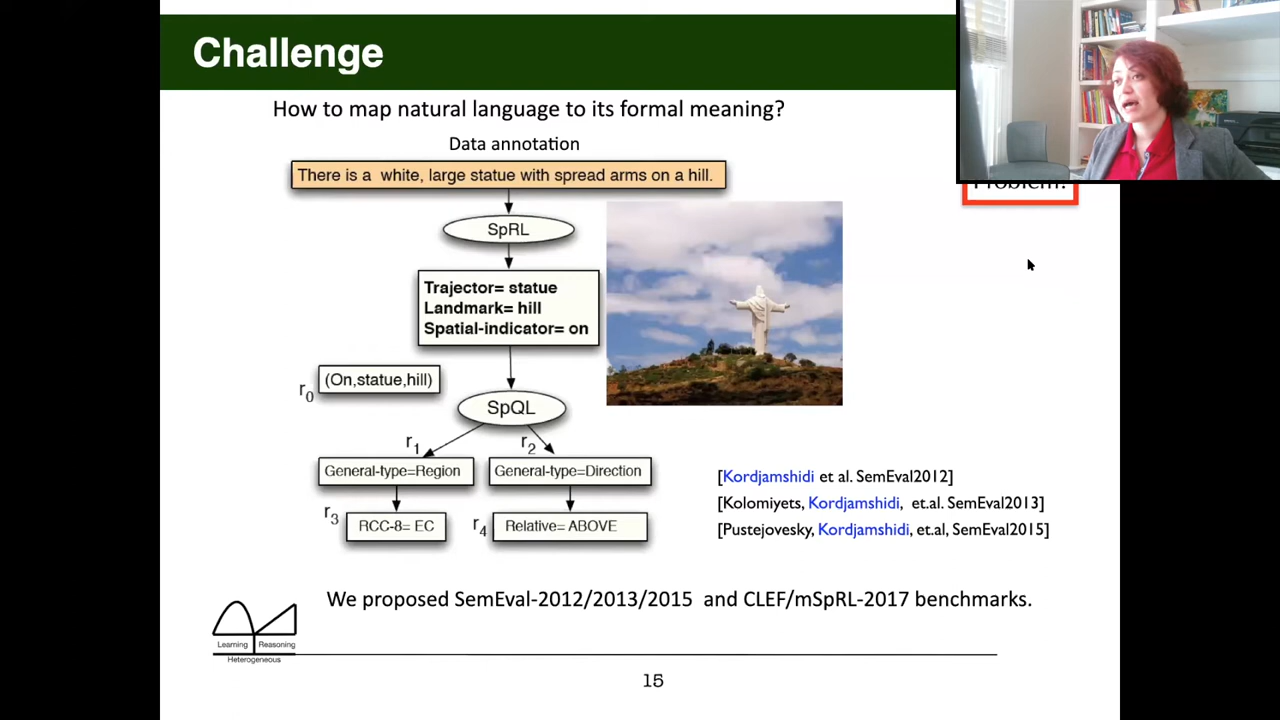 Challenge
How to map natural language to its formal meaning?
Data annotation
There is a white, large statue with spread arms on a hill.
Problem?
SpRL
Trajector= statue
Landmark= hill
Spatial-indicator= on
r0
(On,statue,hill)
SpQL
r1
r2
General-type=Region
General-type=Direction
r3
RCC-8= EC
r4
Relative= ABOVE
[Kordjamshidi et al. SemEval2012]
[Kolomiyets, Kordjamshidi, et.al. SemEval2013]
[Pustejovesky, Kordjamshidi, et.al, SemEval2015]
We proposed SemEval-2012/2013/2015 and CLEF/mSpRL-2017 benchmarks.
Learning
Reasoning
Heterogeneous
15